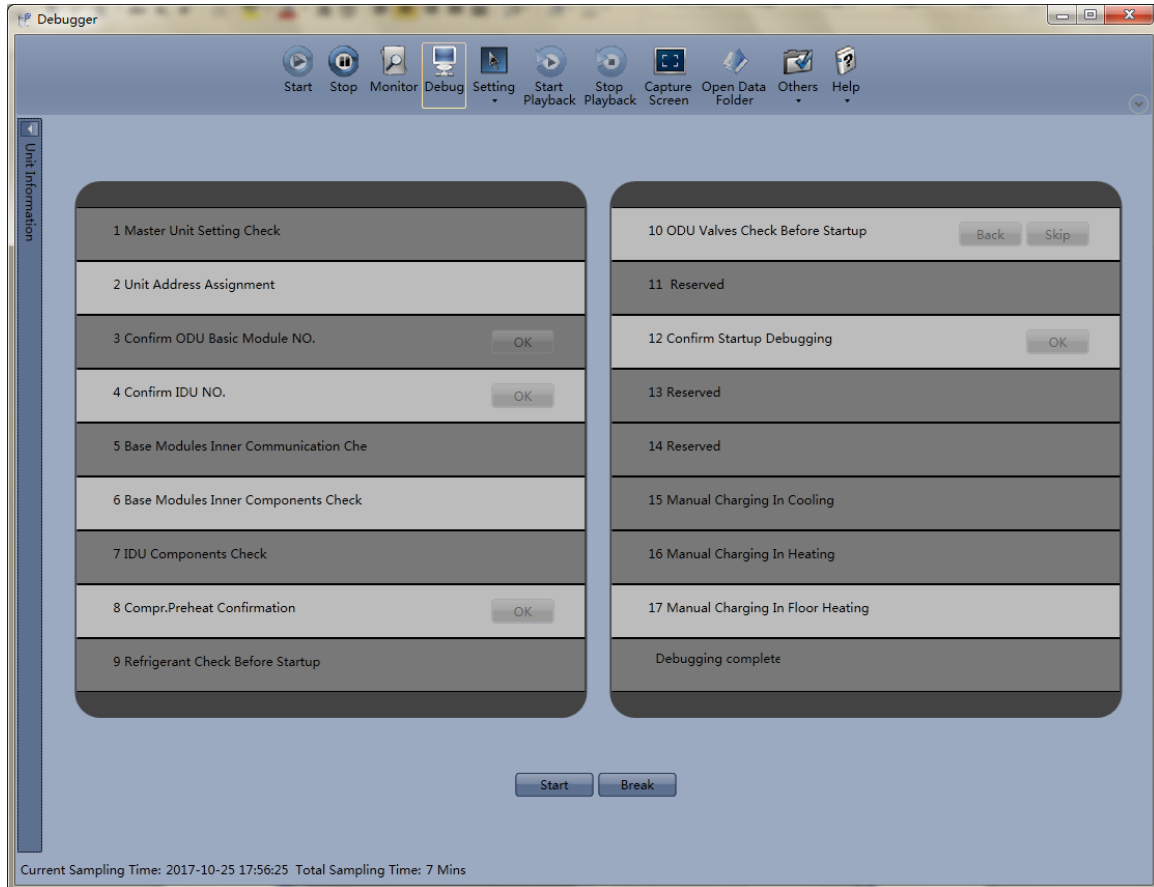 Debugger
Start Stop Monitor Debug Setting Start Playback Stop Playback Capture Screen Open Data Folder Others Help
Unit Information
1 Master Unit Setting Check
2 Unit Address Assignment
3 Confirm ODU Basic Module NO. OK
4 Confirm IDU NO. OK
5 Base Modules Inner Communication Che
6 Base Modules Inner Components Check
7 IDU Components Check
8 Compr.Preheat Confirmation OK
9 Refrigerant Check Before Startup
10 ODU Valves Check Before Startup Back Skip
11 Reserved
12 Confirm Startup Debugging OK
13 Reserved
14 Reserved
15 Manual Charging In Cooling
16 Manual Charging In Heating
17 Manual Charging In Floor Heating
Debugging complete
Start Break
Current Sampling Time: 2017-10-25 17:56:25 Total Sampling Time: 7 Mins